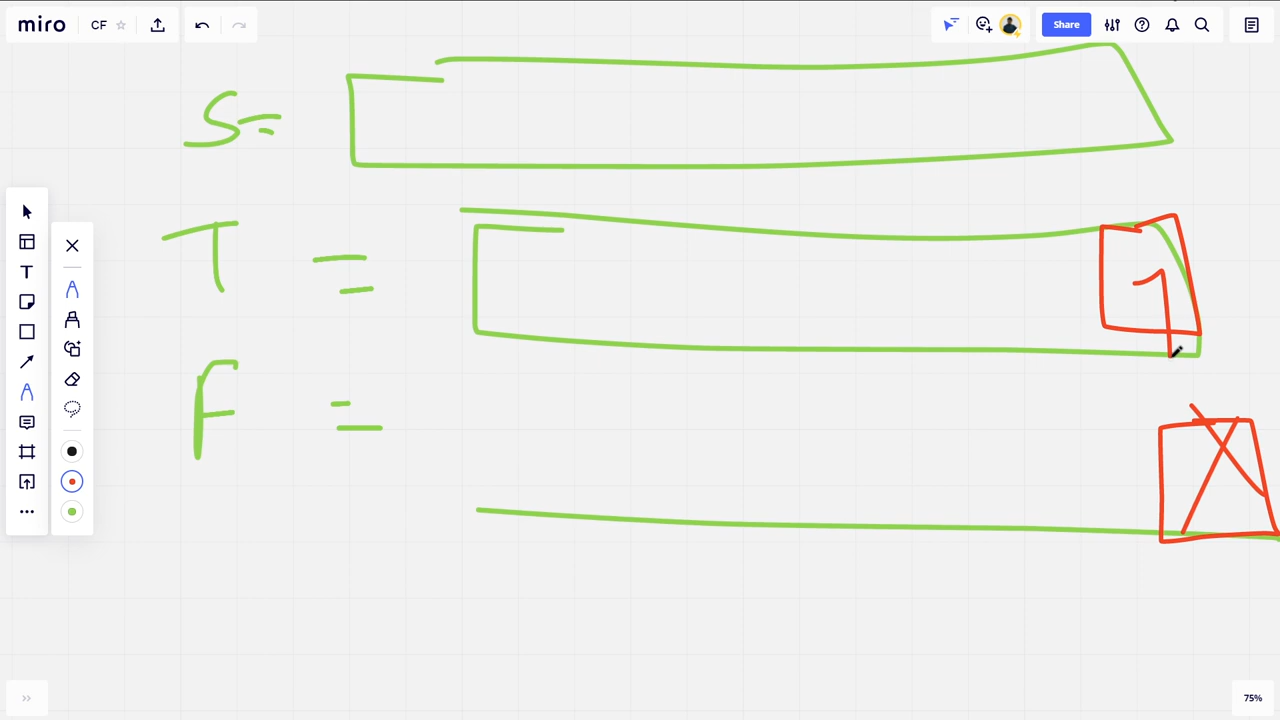 miro CF Share
S=
T =
1
F =
X
75%